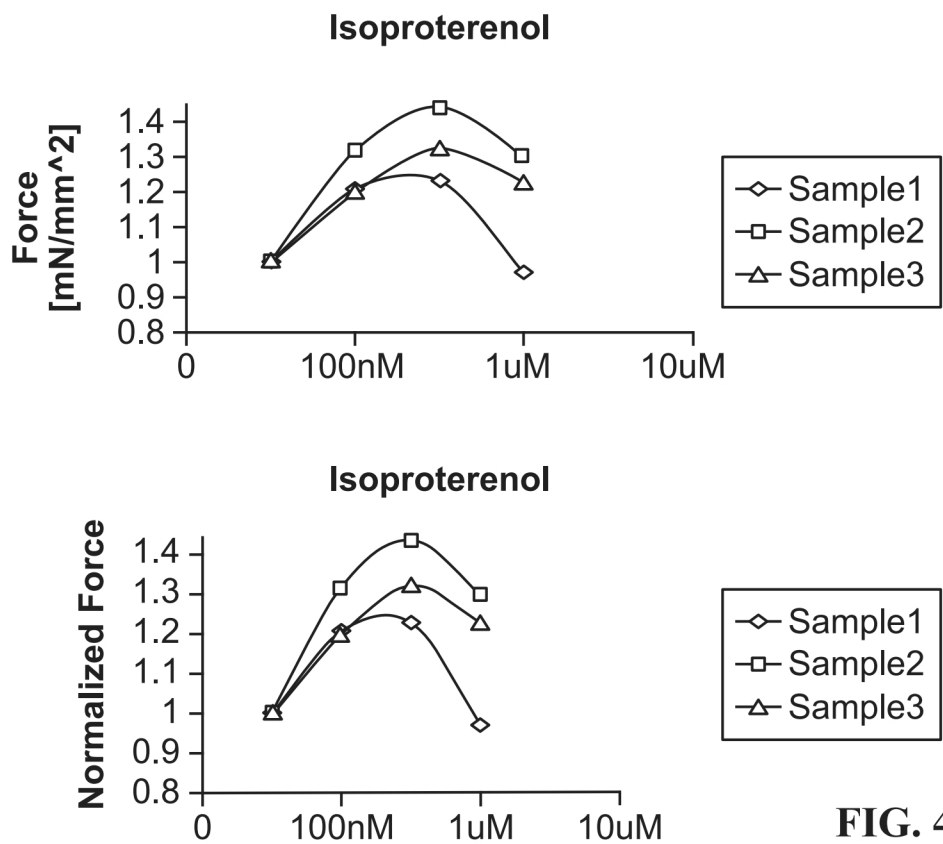 Isoproterenol
Force
[mN/mm^2]
1.4
1.3
1.2
1.1
1
0.9
0.8
0 100nM 1uM 10uM
Sample1
Sample2
Sample3
Isoproterenol
Normalized Force
1.4
1.3
1.2
1.1
1
0.9
0.8
0 100nM 1uM 10uM
Sample1
Sample2
Sample3
FIG. 4